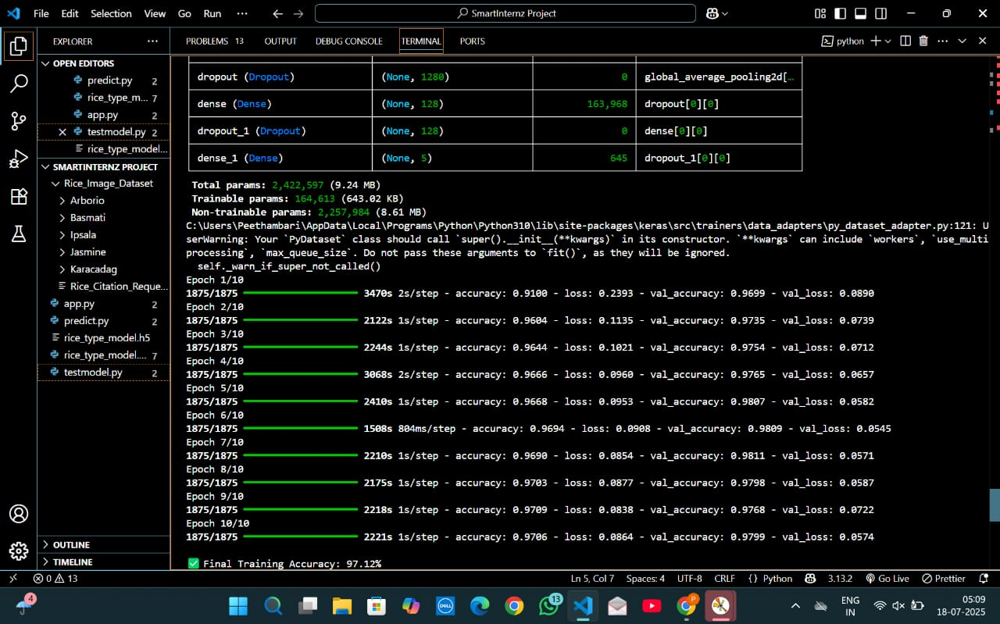 File Edit Selection View Go Run ··· SmartInternz Project
EXPLORER ···
OPEN EDITORS
predict.py 2
rice_type_m... 7
app.py 2
testmodel.py 2
rice_type_model...
SMARTINTERNZ PROJECT
Rice_Image_Dataset
Arborio
Basmati
Ipsala
Jasmine
Karacadag
Rice_Citation_Reque...
app.py 2
predict.py 2
rice_type_model.h5
rice_type_model.... 7
testmodel.py 2
OUTLINE
TIMELINE
PROBLEMS 13 OUTPUT DEBUG CONSOLE TERMINAL PORTS python
dropout (Dropout) (None, 1280) 0 global_average_pooling2d[…
dense (Dense) (None, 128) 163,968 dropout[0][0]
dropout_1 (Dropout) (None, 128) 0 dense[0][0]
dense_1 (Dense) (None, 5) 645 dropout_1[0][0]
Total params: 2,422,597 (9.24 MB)
Trainable params: 164,613 (643.02 KB)
Non-trainable params: 2,257,984 (8.61 MB)
C:\Users\Peethambari\AppData\Local\Programs\Python\Python310\lib\site-packages\keras\src\trainers\data_adapters\py_dataset_adapter.py:121: U
serWarning: Your `PyDataset` class should call `super().__init__(**kwargs)` in its constructor. `**kwargs` can include `workers`, `use_multi
processing`, `max_queue_size`. Do not pass these arguments to `fit()`, as they will be ignored.
self._warn_if_super_not_called()
Epoch 1/10
1875/1875 3470s 2s/step - accuracy: 0.9100 - loss: 0.2393 - val_accuracy: 0.9699 - val_loss: 0.0890
Epoch 2/10
1875/1875 2122s 1s/step - accuracy: 0.9604 - loss: 0.1135 - val_accuracy: 0.9735 - val_loss: 0.0739
Epoch 3/10
1875/1875 2244s 1s/step - accuracy: 0.9644 - loss: 0.1021 - val_accuracy: 0.9754 - val_loss: 0.0712
Epoch 4/10
1875/1875 3068s 2s/step - accuracy: 0.9666 - loss: 0.0960 - val_accuracy: 0.9765 - val_loss: 0.0657
Epoch 5/10
1875/1875 2410s 1s/step - accuracy: 0.9668 - loss: 0.0953 - val_accuracy: 0.9807 - val_loss: 0.0582
Epoch 6/10
1875/1875 1508s 804ms/step - accuracy: 0.9694 - loss: 0.0908 - val_accuracy: 0.9809 - val_loss: 0.0545
Epoch 7/10
1875/1875 2210s 1s/step - accuracy: 0.9690 - loss: 0.0854 - val_accuracy: 0.9811 - val_loss: 0.0571
Epoch 8/10
1875/1875 2175s 1s/step - accuracy: 0.9703 - loss: 0.0877 - val_accuracy: 0.9798 - val_loss: 0.0587
Epoch 9/10
1875/1875 2218s 1s/step - accuracy: 0.9709 - loss: 0.0838 - val_accuracy: 0.9768 - val_loss: 0.0722
Epoch 10/10
1875/1875 2221s 1s/step - accuracy: 0.9706 - loss: 0.0864 - val_accuracy: 0.9799 - val_loss: 0.0574
✅ Final Training Accuracy: 97.12%
0 13 Ln 5, Col 7 Spaces: 4 UTF-8 CRLF {} Python 3.13.2 Go Live Prettier
4 DELL 13 P
ENG
IN
05:09
18-07-2025